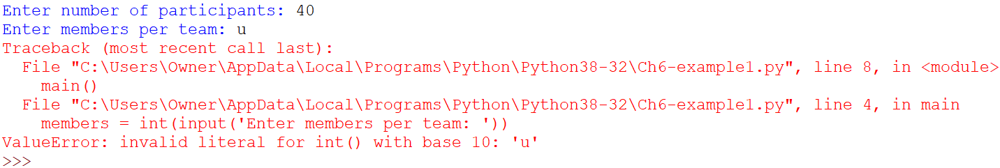 Enter number of participants: 40
Enter members per team: u
Traceback (most recent call last):
  File "C:\Users\Owner\AppData\Local\Programs\Python\Python38-32\Ch6-example1.py", line 8, in <module>
    main()
  File "C:\Users\Owner\AppData\Local\Programs\Python\Python38-32\Ch6-example1.py", line 4, in main
    members = int(input('Enter members per team: '))
ValueError: invalid literal for int() with base 10: 'u'
>>>